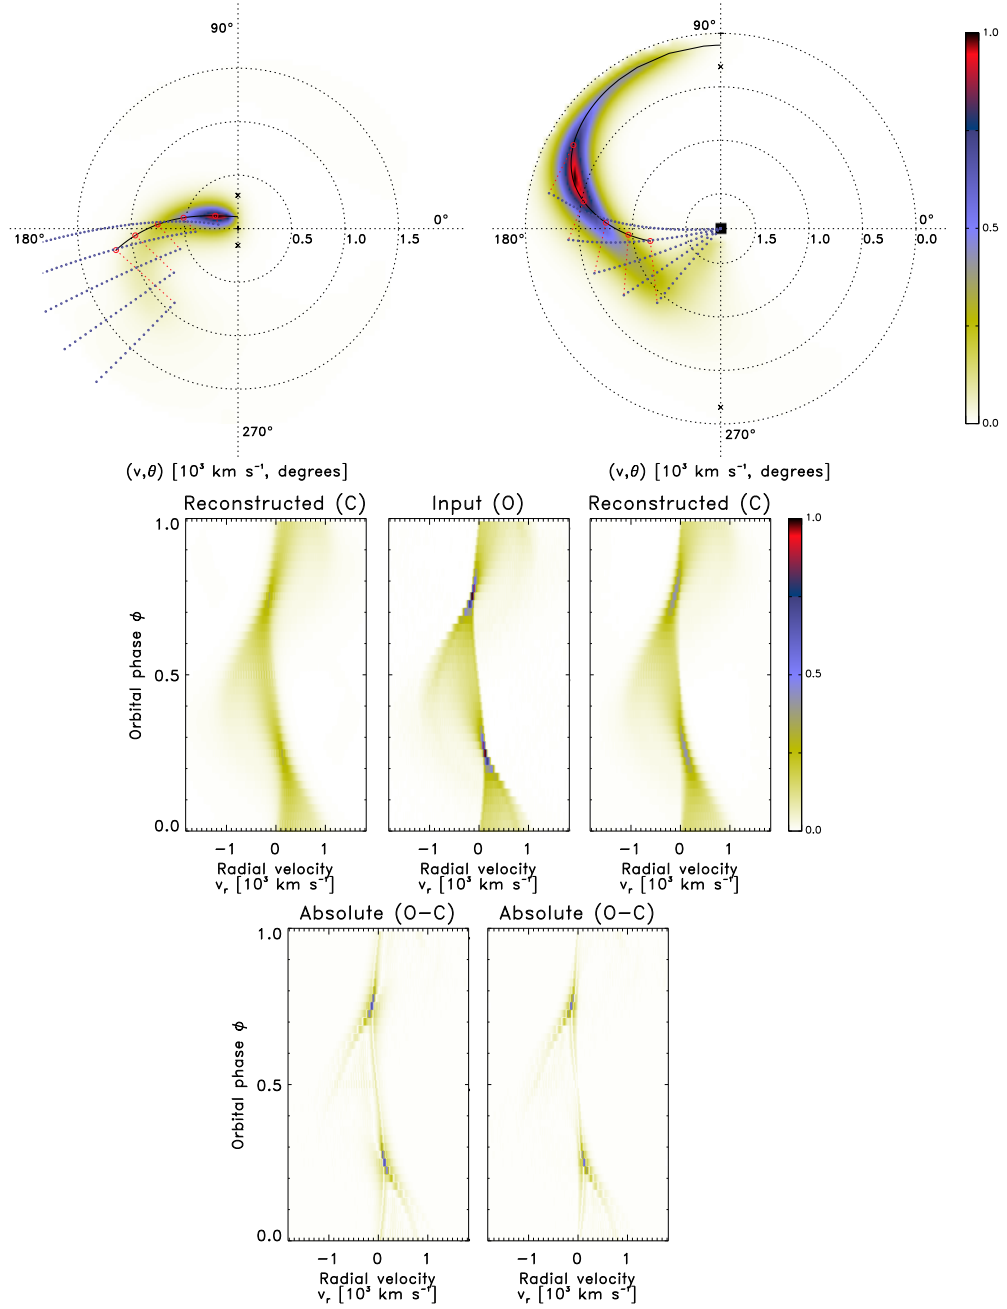 90°
90°
1.0
0.5
0.0
180°
0.5
1.0
1.5
0°
180°
1.5
1.0
0.5
0.0
0°
270°
270°
(v,θ) [10³ km s⁻¹, degrees]
(v,θ) [10³ km s⁻¹, degrees]
Reconstructed (C)
Input (O)
Reconstructed (C)
Orbital phase ϕ
1.0
0.5
0.0
1.0
0.5
0.0
−1 0 1
−1 0 1
−1 0 1
Radial velocity
vᵣ [10³ km s⁻¹]
Radial velocity
vᵣ [10³ km s⁻¹]
Radial velocity
vᵣ [10³ km s⁻¹]
Absolute (O−C)
Absolute (O−C)
Orbital phase ϕ
1.0
0.5
0.0
−1 0 1
−1 0 1
Radial velocity
vᵣ [10³ km s⁻¹]
Radial velocity
vᵣ [10³ km s⁻¹]